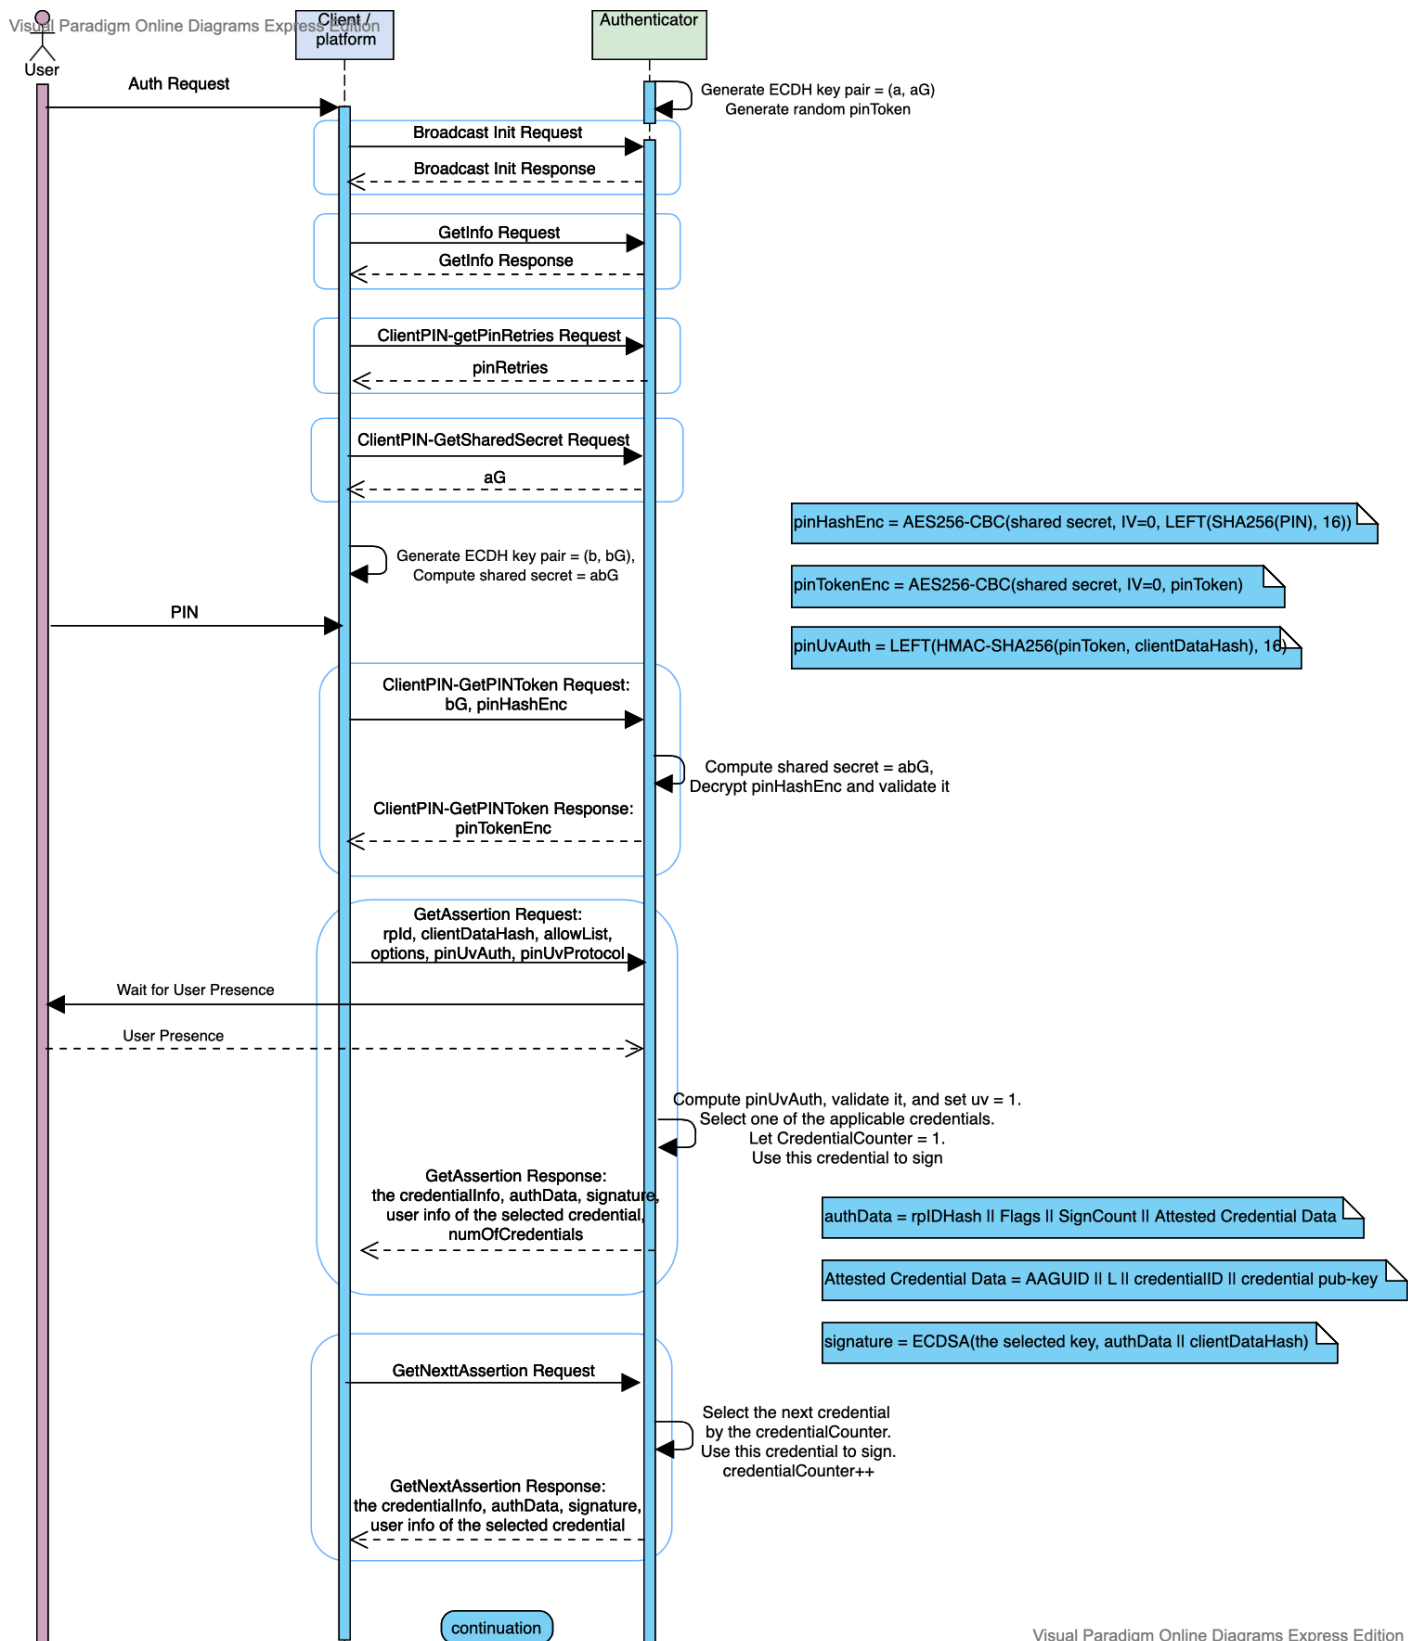 Visual Paradigm Online Diagrams Express Edition
Client /
platform
Authenticator
User
Auth Request
Generate ECDH key pair = (a, aG)
Generate random pinToken
Broadcast Init Request
Broadcast Init Response
GetInfo Request
GetInfo Response
ClientPIN-getPinRetries Request
pinRetries
ClientPIN-GetSharedSecret Request
aG
pinHashEnc = AES256-CBC(shared secret, IV=0, LEFT(SHA256(PIN), 16))
Generate ECDH key pair = (b, bG),
Compute shared secret = abG
pinTokenEnc = AES256-CBC(shared secret, IV=0, pinToken)
PIN
pinUvAuth = LEFT(HMAC-SHA256(pinToken, clientDataHash), 16)
ClientPIN-GetPINToken Request:
bG, pinHashEnc
Compute shared secret = abG,
Decrypt pinHashEnc and validate it
ClientPIN-GetPINToken Response:
pinTokenEnc
GetAssertion Request:
rpId, clientDataHash, allowList,
options, pinUvAuth, pinUvProtocol
Wait for User Presence
User Presence
Compute pinUvAuth, validate it, and set uv = 1.
Select one of the applicable credentials.
Let CredentialCounter = 1.
Use this credential to sign
GetAssertion Response:
the credentialInfo, authData, signature,
user info of the selected credential,
numOfCredentials
authData = rpIDHash II Flags II SignCount II Attested Credential Data
Attested Credential Data = AAGUID II L II credentialID II credential pub-key
signature = ECDSA(the selected key, authData II clientDataHash)
GetNexttAssertion Request
Select the next credential
by the credentialCounter.
Use this credential to sign.
credentialCounter++
GetNextAssertion Response:
the credentialInfo, authData, signature,
user info of the selected credential
continuation
Visual Paradigm Online Diagrams Express Edition